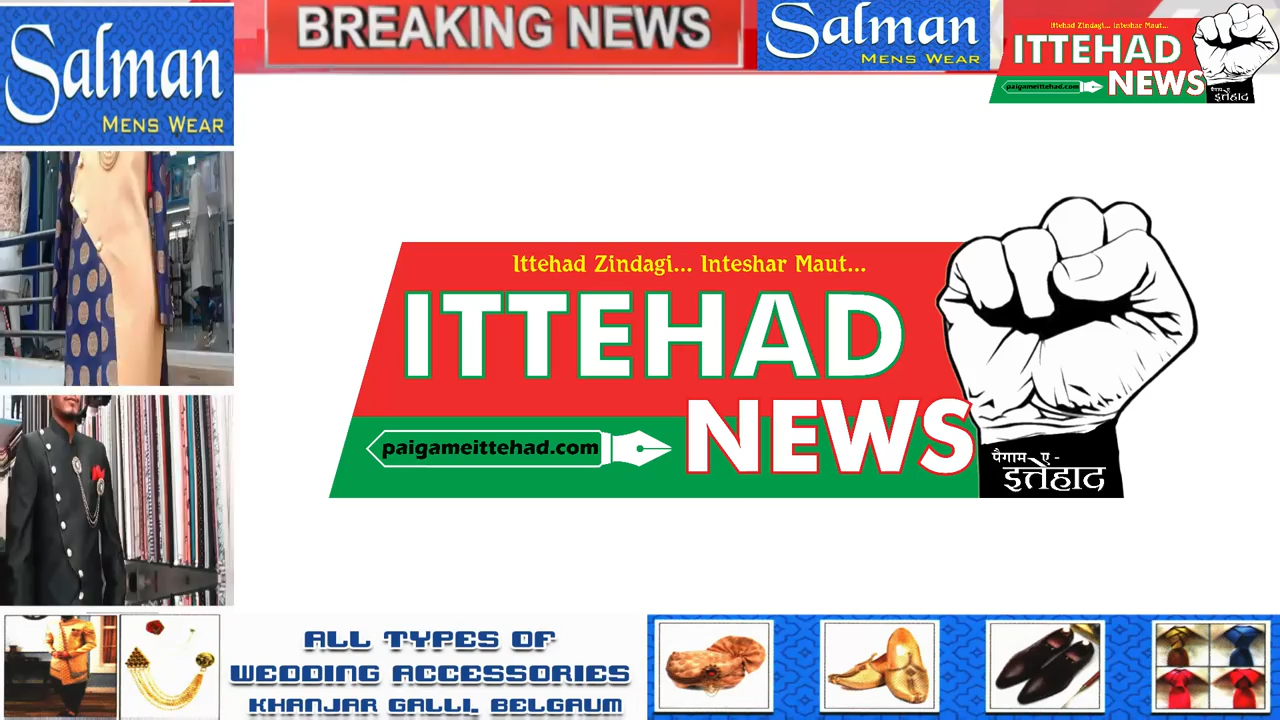 Salman
MENS WEAR
BREAKING NEWS
Salman
MENS WEAR
Ittehad Zindagi... Inteshar Maut...
ITTEHAD
NEWS
paigameittehad.com
पैगाम ए
इत्तेहाद
Ittehad Zindagi... Inteshar Maut...
ITTEHAD
NEWS
paigameittehad.com
पैगाम ए -
इत्तेहाद
ALL TYPES OF
WEDDING ACCESSORIES
KHANJAR GALLI, BELGAUM